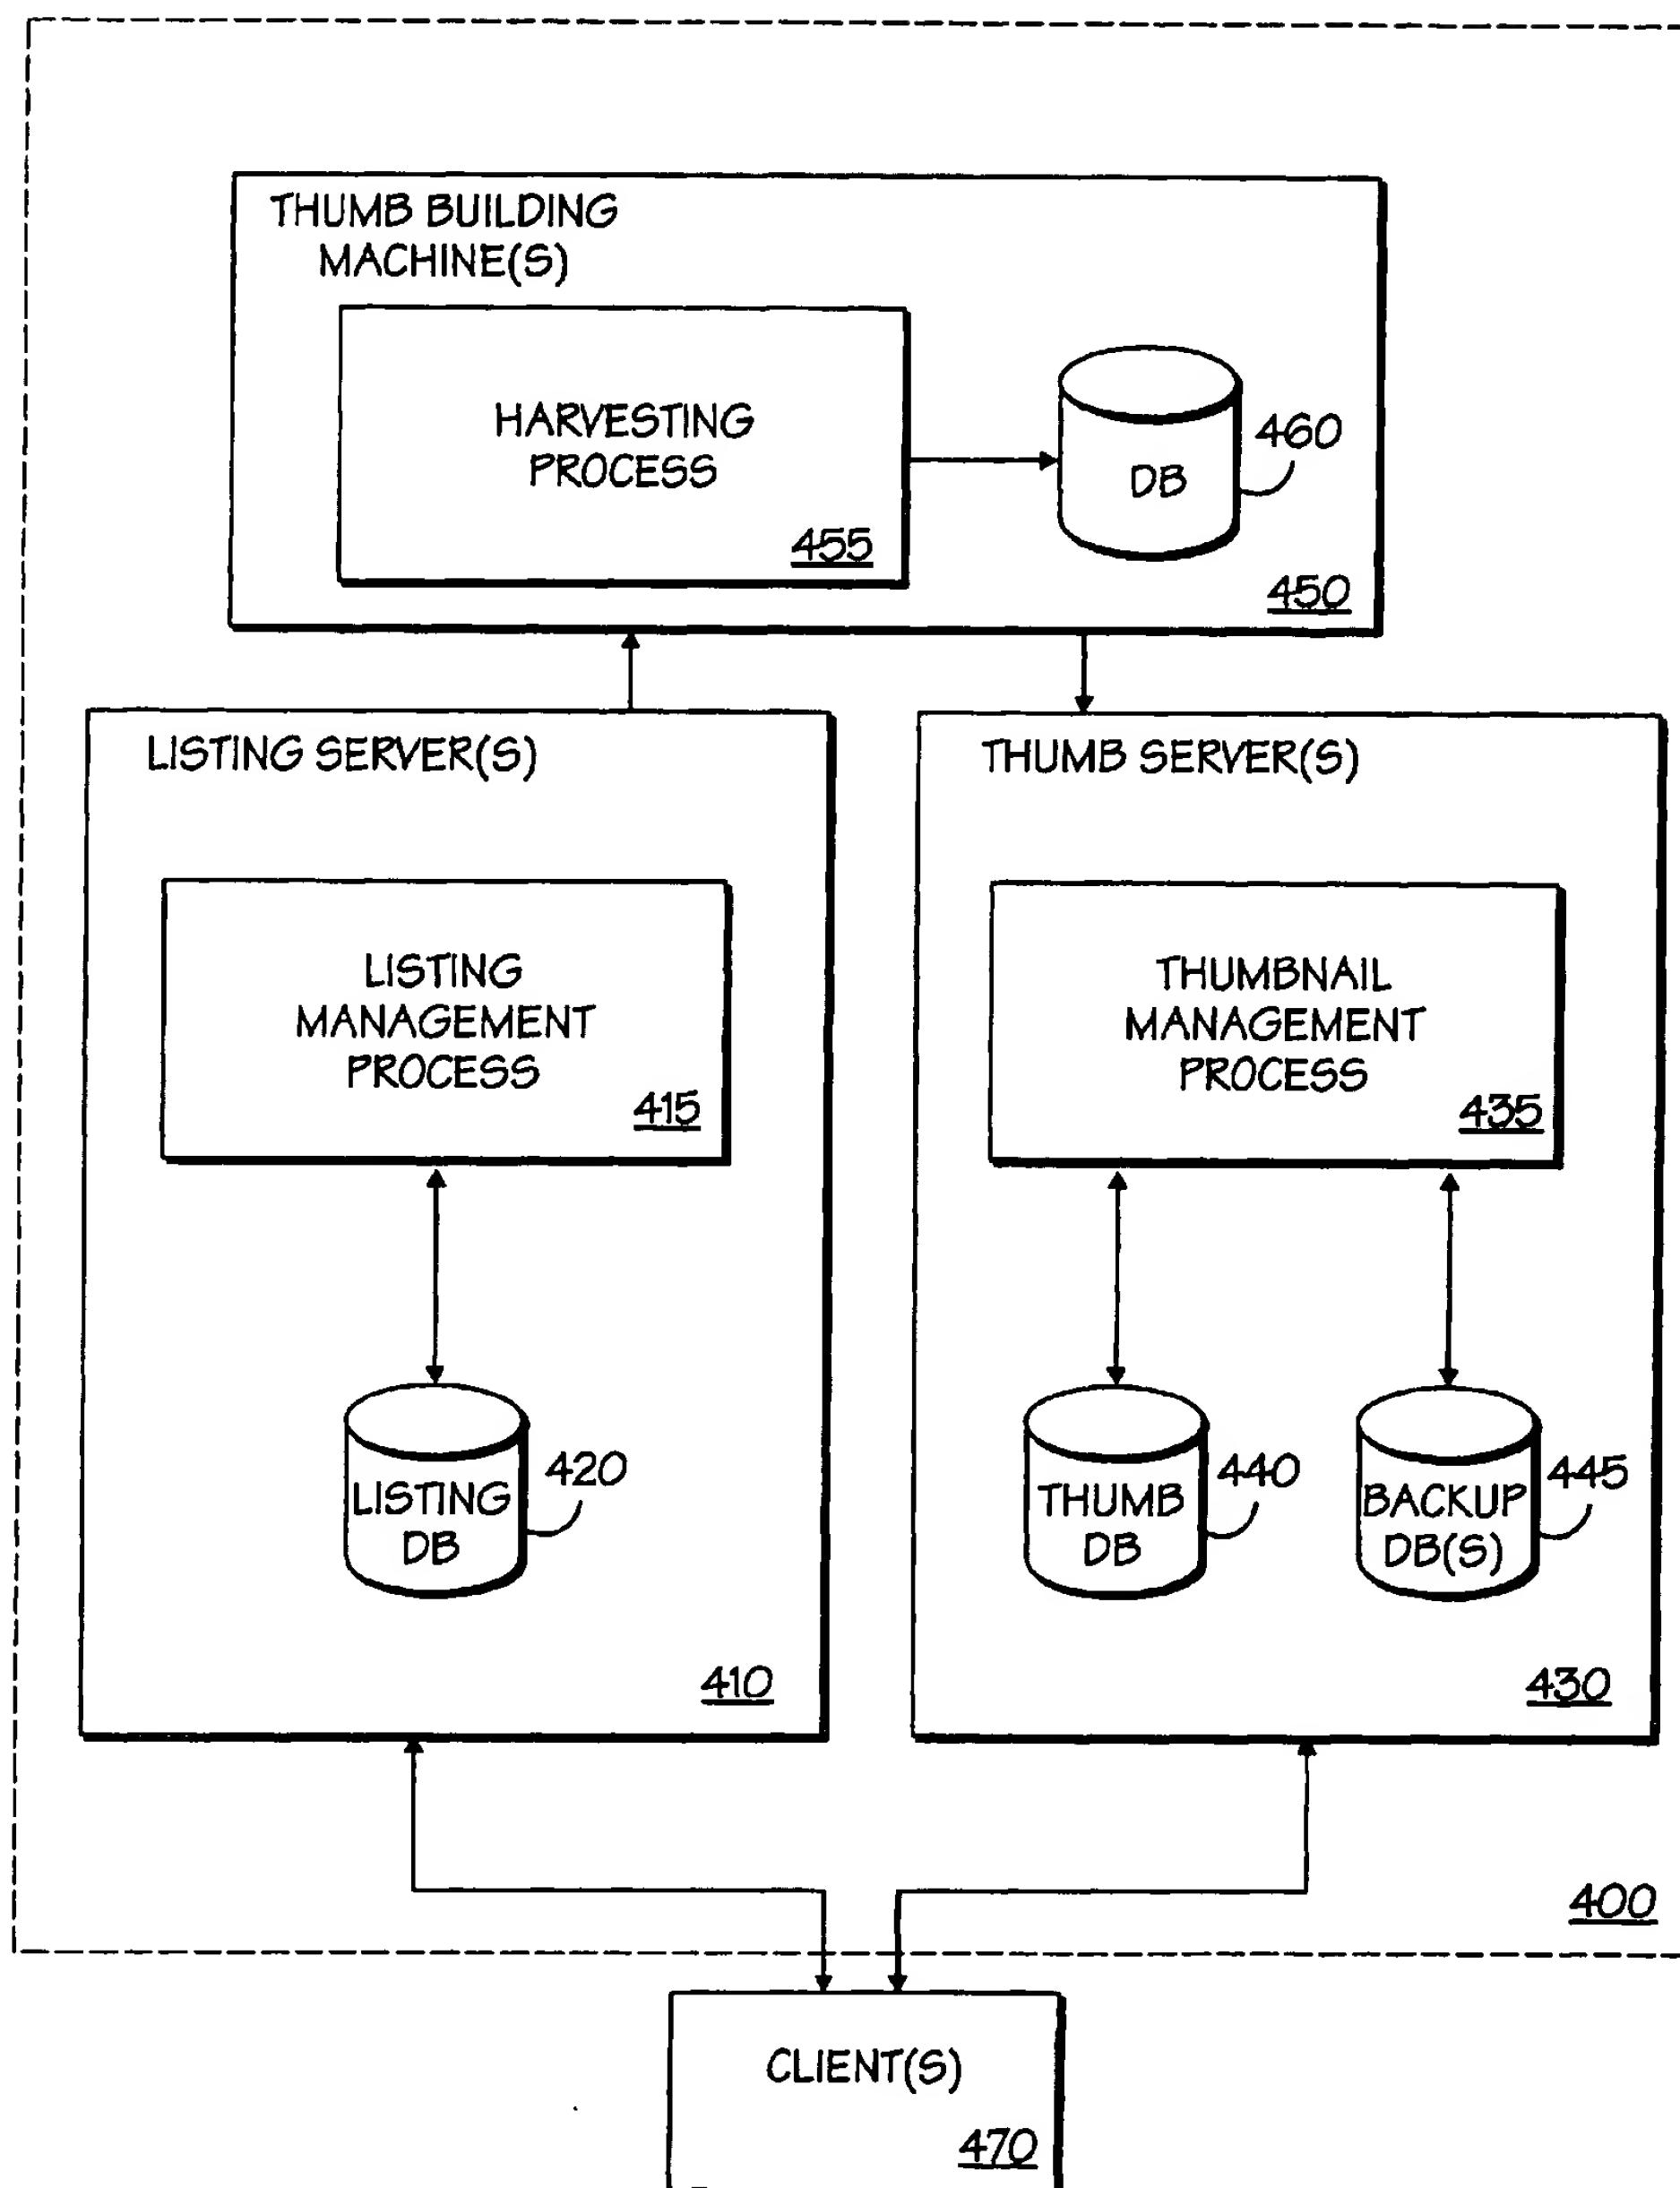 THUMB BUILDING
MACHINE(S)
HARVESTING
PROCESS
455
DB
460
450
LISTING SERVER(S)
LISTING
MANAGEMENT
PROCESS
415
LISTING
DB
420
410
THUMB SERVER(S)
THUMBNAIL
MANAGEMENT
PROCESS
435
THUMB
DB
440
BACKUP
DB(S)
445
430
400
CLIENT(S)
470